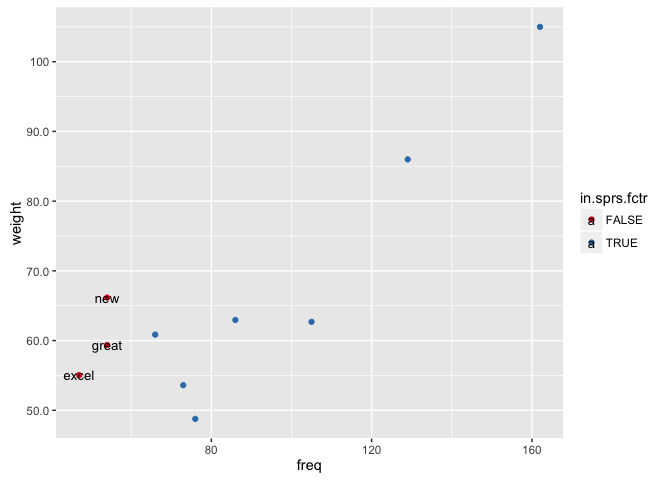 100
90.0
80.0
70.0
60.0
50.0
weight
new
great
excel
80
120
160
freq
in.sprs.fctr
a FALSE
a TRUE